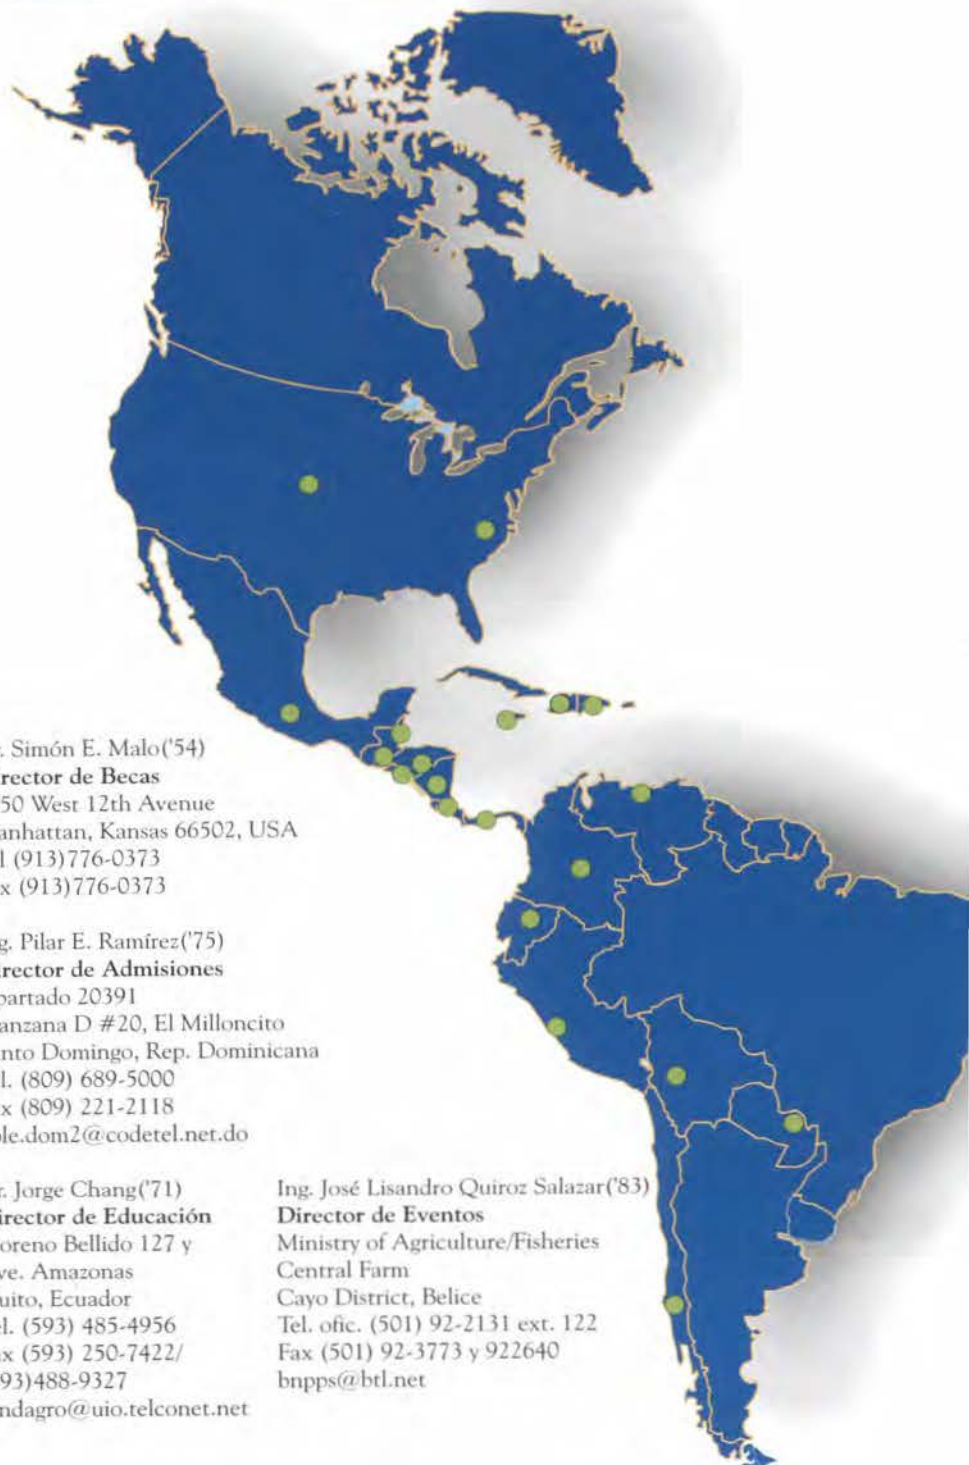 r. Simón E. Malo('54)
irector de Becas
50 West 12th Avenue
anhattan, Kansas 66502, USA
l (913)776-0373
x (913)776-0373
g. Pilar E. Ramírez('75)
irector de Admisiones
partado 20391
anzana D #20, El Milloncito
nto Domingo, Rep. Dominicana
l. (809) 689-5000
x (809) 221-2118
le.dom2@codetel.net.do
r. Jorge Chang('71)
irector de Educación
oreno Bellido 127 y
ve. Amazonas
uito, Ecuador
el. (593) 485-4956
ax (593) 250-7422/
93)488-9327
ndagro@uio.telconet.net
Ing. José Lisandro Quiroz Salazar('83)
Director de Eventos
Ministry of Agriculture/Fisheries
Central Farm
Cayo District, Belice
Tel. ofic. (501) 92-2131 ext. 122
Fax (501) 92-3773 y 922640
bnpps@btl.net